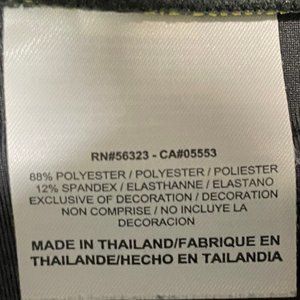 RN#56323 - CA#05553
88% POLYESTER / POLYESTER / POLIESTER
12% SPANDEX / ELASTHANNE / ELASTANO
EXCLUSIVE OF DECORATION / DECORATION
NON COMPRISE / NO INCLUYE LA
DECORACION
MADE IN THAILAND/FABRIQUE EN
THAILANDE/HECHO EN TAILANDIA